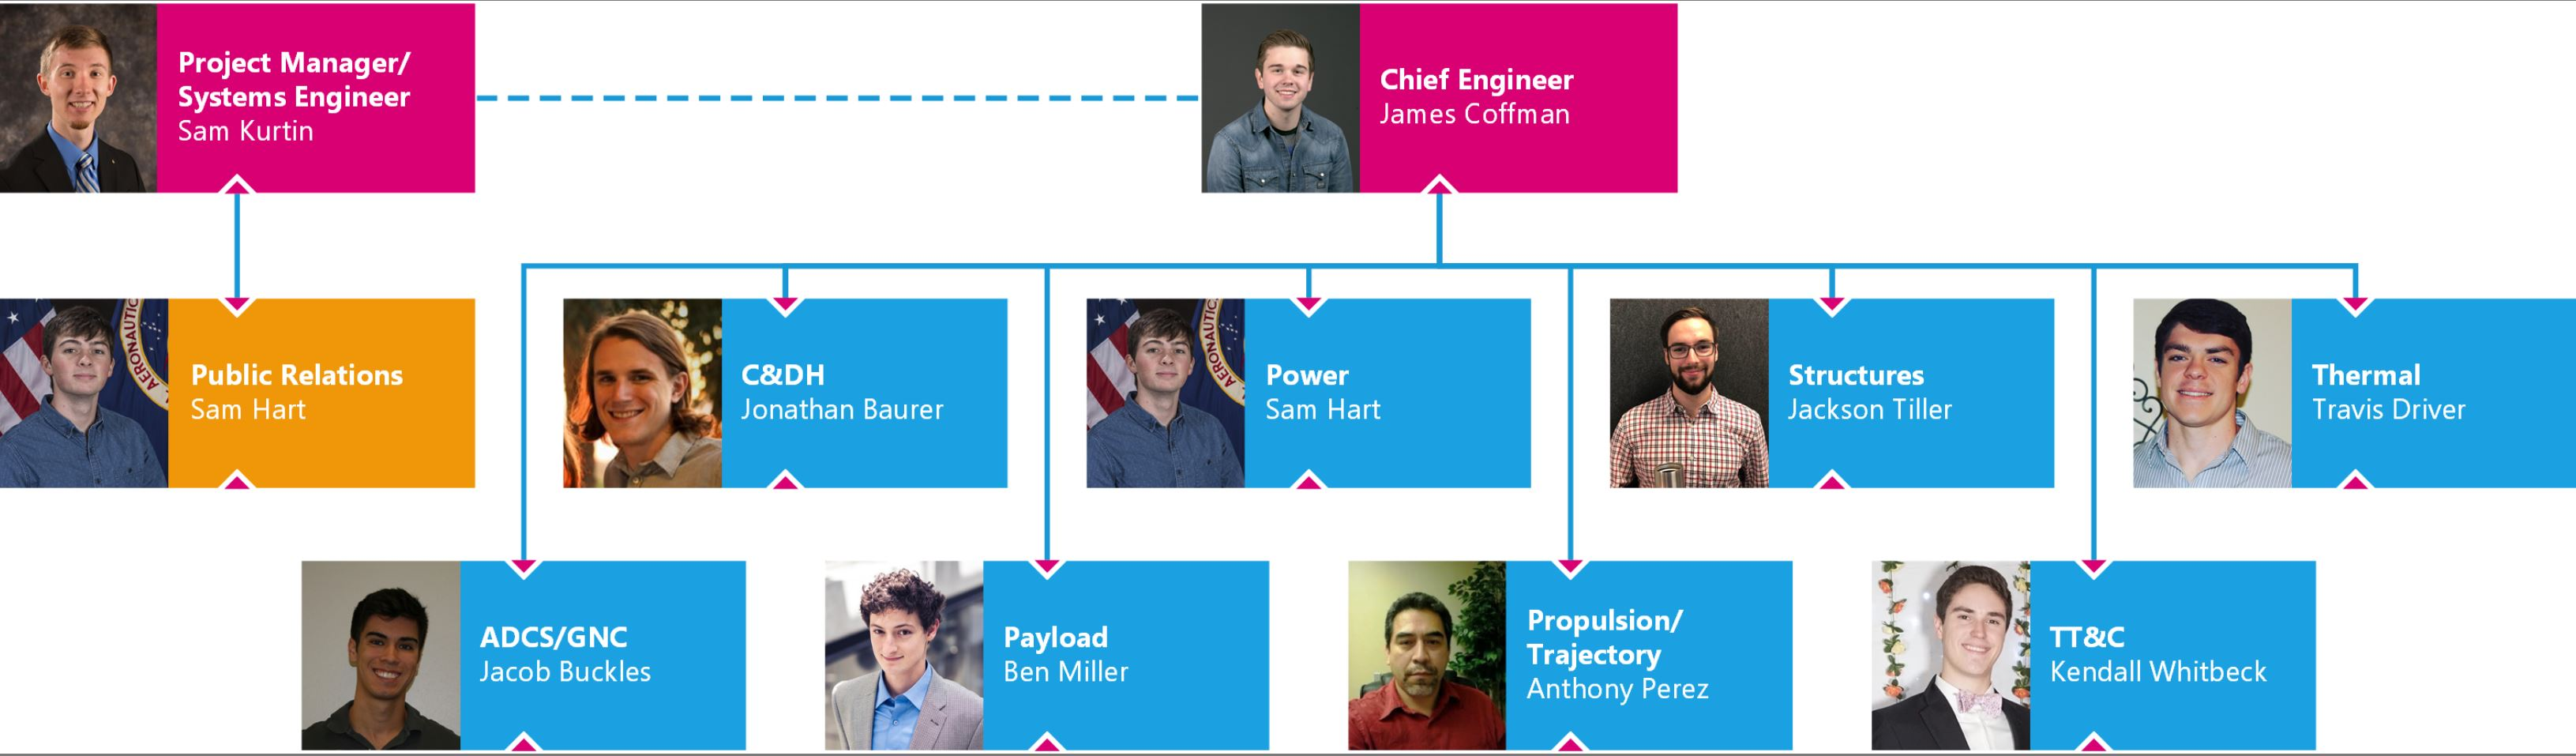 Project Manager/
Systems Engineer
Sam Kurtin
Chief Engineer
James Coffman
AERONAUTIC
Public Relations
Sam Hart
C&DH
Jonathan Baurer
AERONAUTIC
Power
Sam Hart
Structures
Jackson Tiller
Thermal
Travis Driver
ADCS/GNC
Jacob Buckles
Payload
Ben Miller
Propulsion/
Trajectory
Anthony Perez
TT&C
Kendall Whitbeck